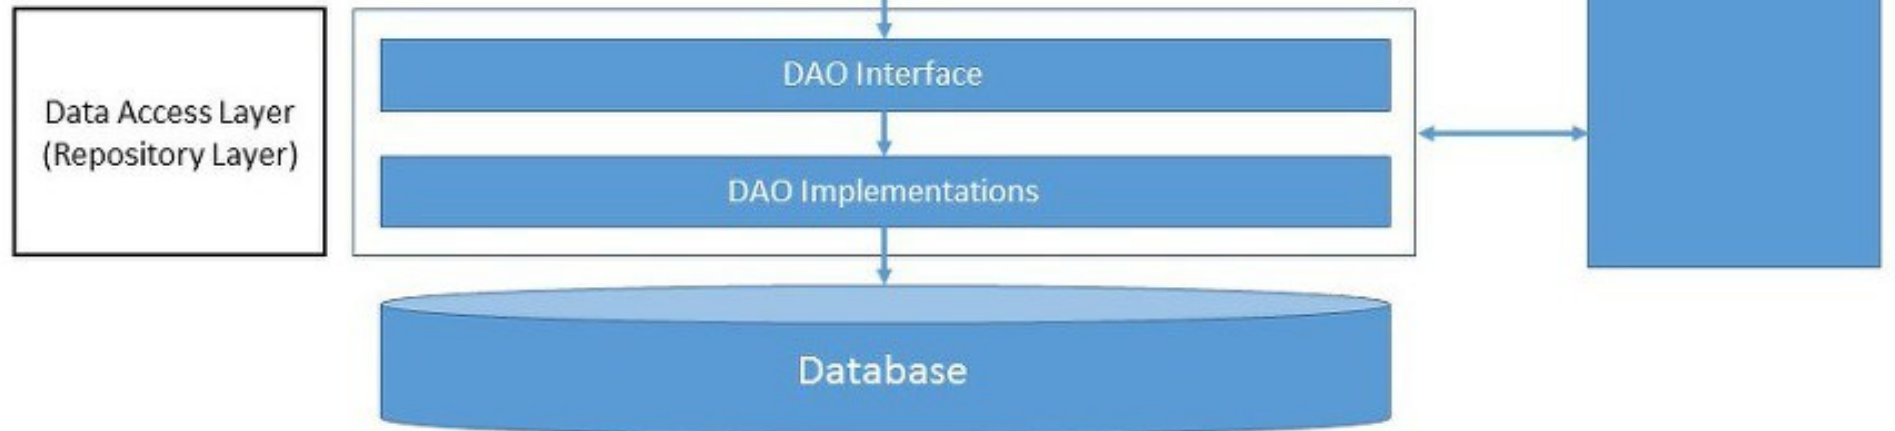 Data Access Layer
(Repository Layer)
DAO Interface
DAO Implementations
Database